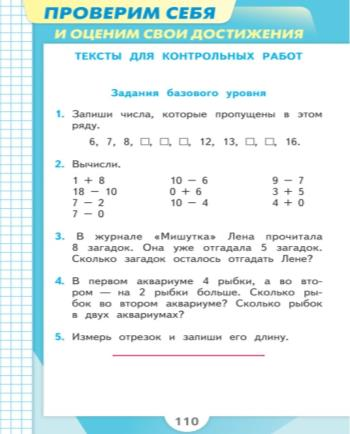 ПРОВЕРИМ СЕБЯ
И ОЦЕНИМ СВОИ ДОСТИЖЕНИЯ
ТЕКСТЫ ДЛЯ КОНТРОЛЬНЫХ РАБОТ
Задания базового уровня
1. Запиши числа, которые пропущены в этом
ряду.
6, 7, 8, □, □, □, 12, 13, □, □, 16.
2. Вычисли.
1 + 8 10 − 6 9 − 7
18 − 10 0 + 6 3 + 5
7 − 2 10 − 4 4 + 0
7 − 0
3. В журнале «Мишутка» Лена прочитала
8 загадок. Она уже отгадала 5 загадок.
Сколько загадок осталось отгадать Лене?
4. В первом аквариуме 4 рыбки, а во вто-
ром — на 2 рыбки больше. Сколько ры-
бок во втором аквариуме? Сколько рыбок
в двух аквариумах?
5. Измерь отрезок и запиши его длину.
110